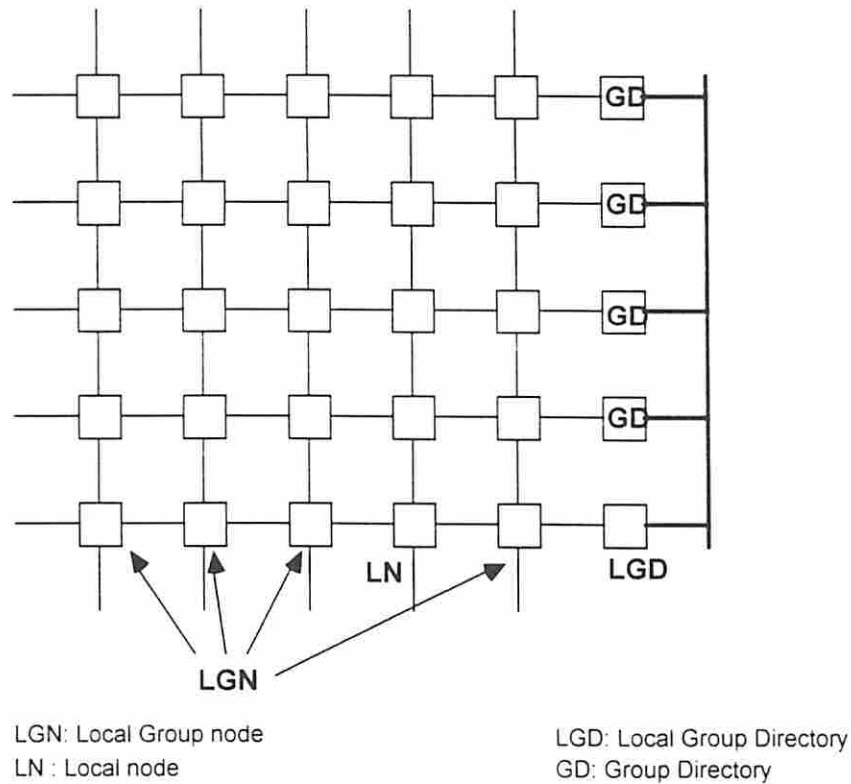 GD
GD
GD
GD
LN
LGD
LGN
LGN: Local Group node
LN : Local node
LGD: Local Group Directory
GD: Group Directory